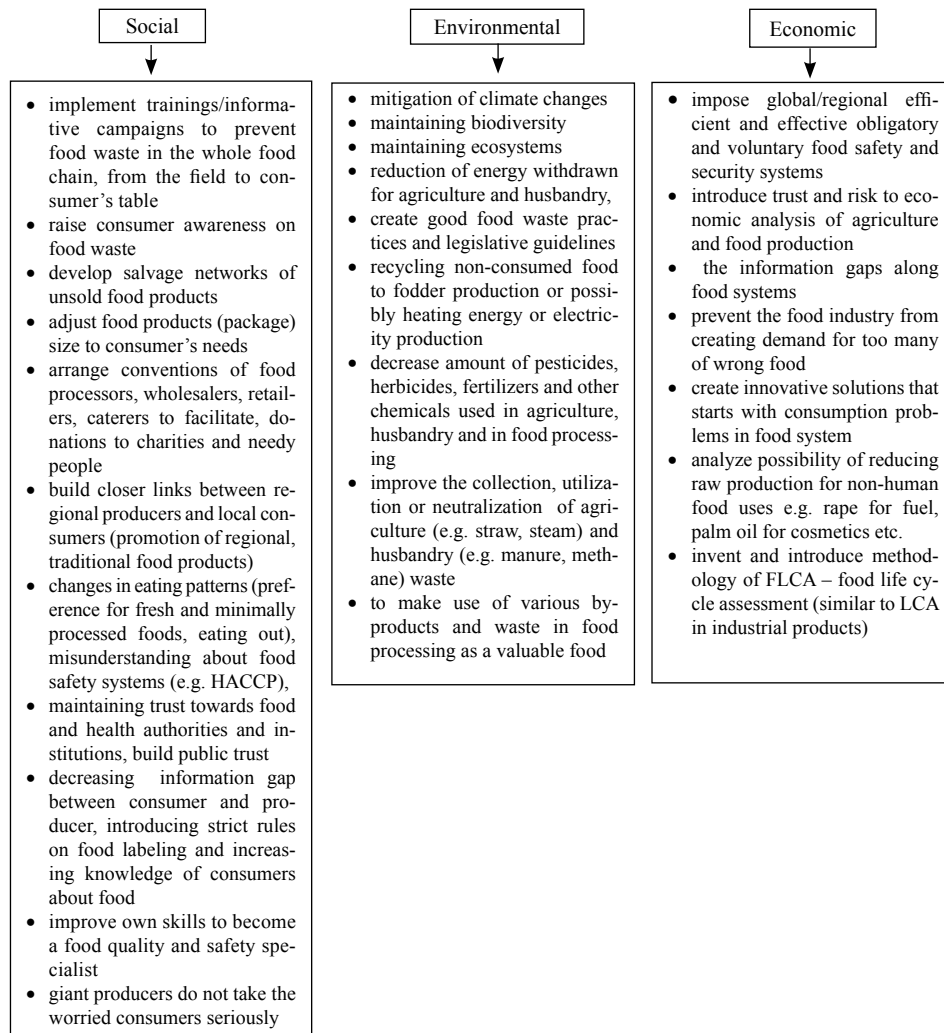 Social
• implement trainings/informa-
tive campaigns to prevent
food waste in the whole food
chain, from the field to con-
sumer's table
• raise consumer awareness on
food waste
• develop salvage networks of
unsold food products
• adjust food products (package)
size to consumer's needs
• arrange conventions of food
processors, wholesalers, retail-
ers, caterers to facilitate, do-
nations to charities and needy
people
• build closer links between re-
gional producers and local con-
sumers (promotion of regional,
traditional food products)
• changes in eating patterns (pref-
erence for fresh and minimally
processed foods, eating out),
misunderstanding about food
safety systems (e.g. HACCP),
• maintaining trust towards food
and health authorities and in-
stitutions, build public trust
• decreasing information gap
between consumer and pro-
ducer, introducing strict rules
on food labeling and increas-
ing knowledge of consumers
about food
• improve own skills to become
a food quality and safety spe-
cialist
• giant producers do not take the
worried consumers seriously
Environmental
• mitigation of climate changes
• maintaining biodiversity
• maintaining ecosystems
• reduction of energy withdrawn
for agriculture and husbandry,
• create good food waste prac-
tices and legislative guidelines
• recycling non-consumed food
to fodder production or possi-
bly heating energy or electric-
ity production
• decrease amount of pesticides,
herbicides, fertilizers and other
chemicals used in agriculture,
husbandry and in food process-
ing
• improve the collection, utiliza-
tion or neutralization of agri-
culture (e.g. straw, steam) and
husbandry (e.g. manure, meth-
ane) waste
• to make use of various by-
products and waste in food
processing as a valuable food
Economic
• impose global/regional effi-
cient and effective obligatory
and voluntary food safety and
security systems
• introduce trust and risk to eco-
nomic analysis of agriculture
and food production
• the information gaps along
food systems
• prevent the food industry from
creating demand for too many
of wrong food
• create innovative solutions that
starts with consumption prob-
lems in food system
• analyze possibility of reducing
raw production for non-human
food uses e.g. rape for fuel,
palm oil for cosmetics etc.
• invent and introduce method-
ology of FLCA – food life cy-
cle assessment (similar to LCA
in industrial products)